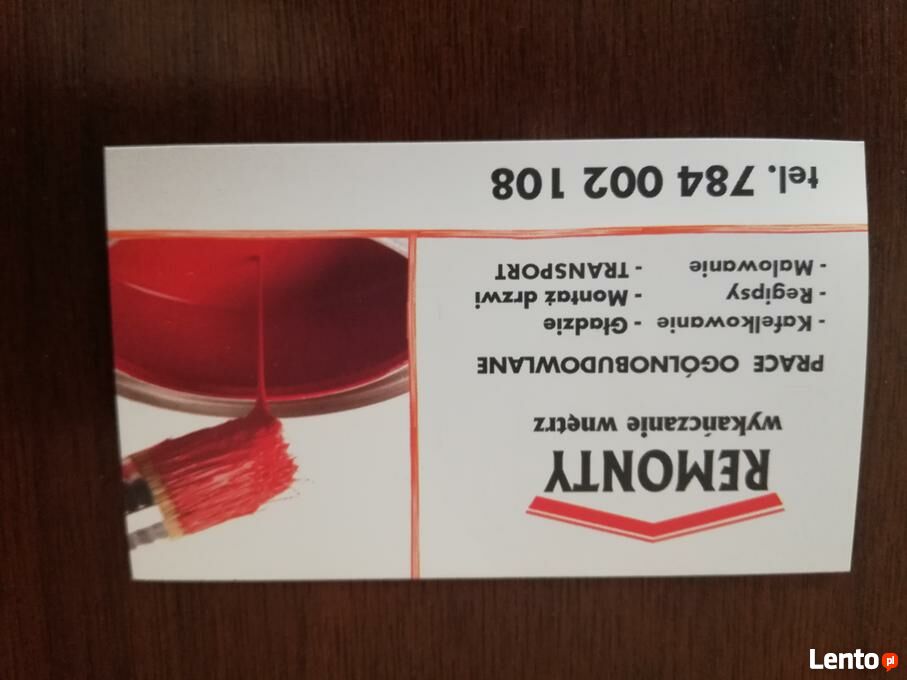 REMONTY
wykańczanie wnętrz
PRACE OGÓLNOBUDOWLANE
- Kafelkowanie - Gładzie
- Regipsy - Montaż drzwi
- Malowanie - TRANSPORT
tel. 784 002 108
Lento pl